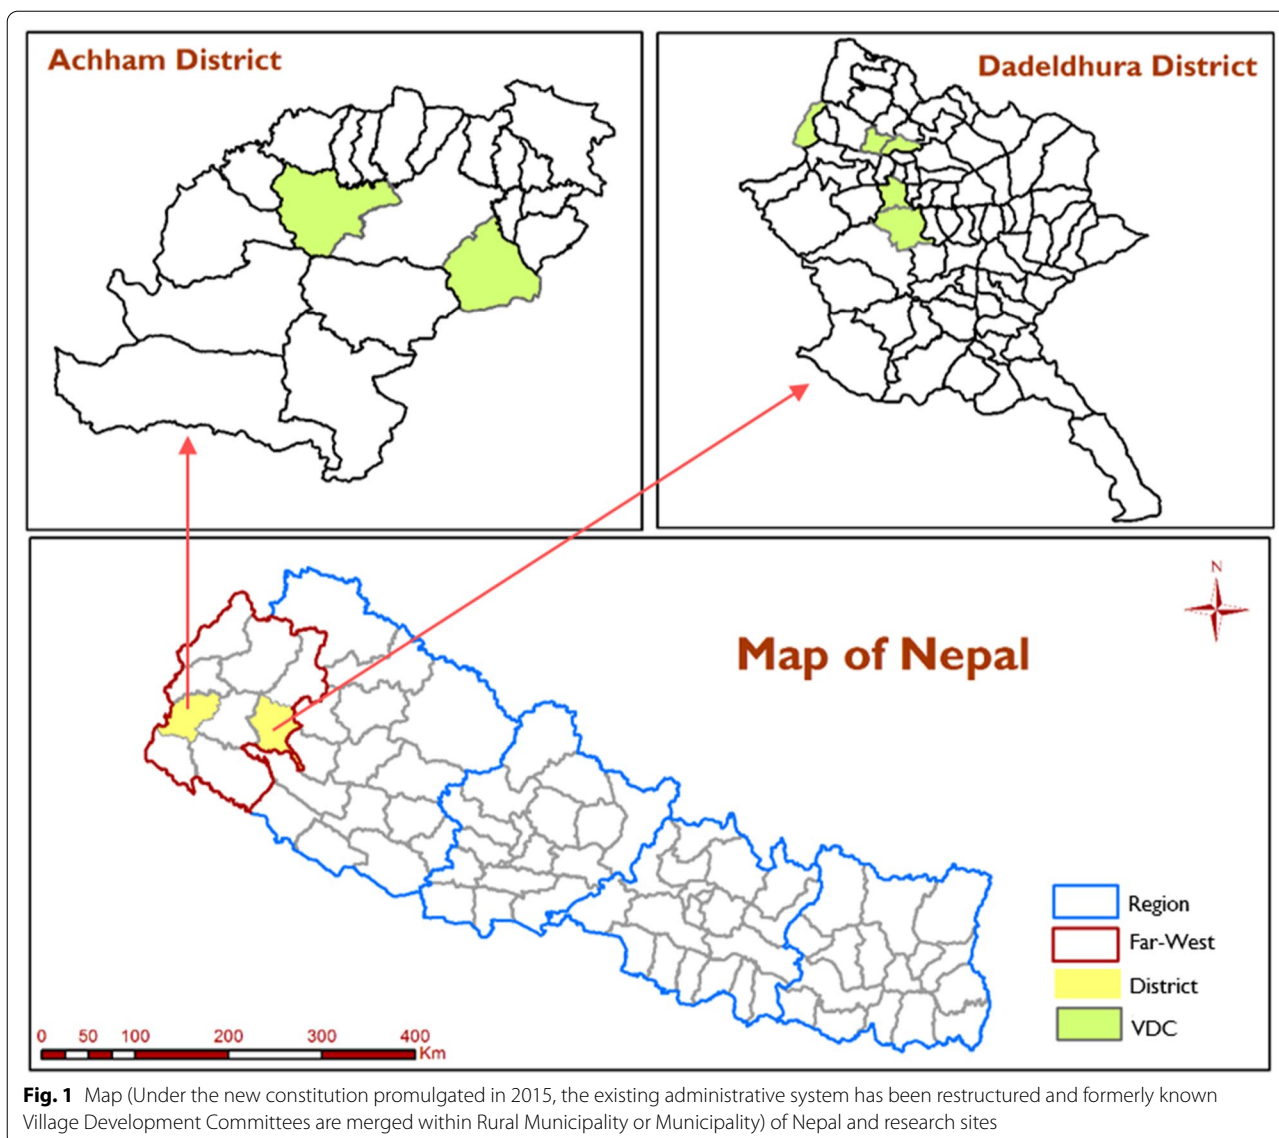 Achham District
Dadeldhura District
N
Map of Nepal
Region
Far-West
District
VDC
0 50 100 200 300 400
Km
Fig. 1 Map (Under the new constitution promulgated in 2015, the existing administrative system has been restructured and formerly known
Village Development Committees are merged within Rural Municipality or Municipality) of Nepal and research sites